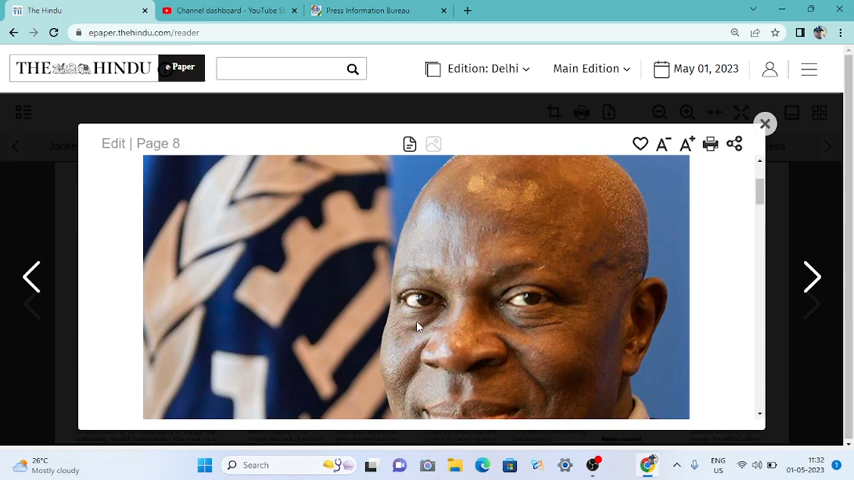 The Hindu
Channel dashboard - YouTube St
Press Information Bureau
epaper.thehindu.com/reader
THE HINDU
e Paper
Edition: Delhi
Main Edition
May 01, 2023
Edit | Page 8
A-
A+
26°C
Mostly cloudy
Search
ENG
US
11:32
01-05-2023
1